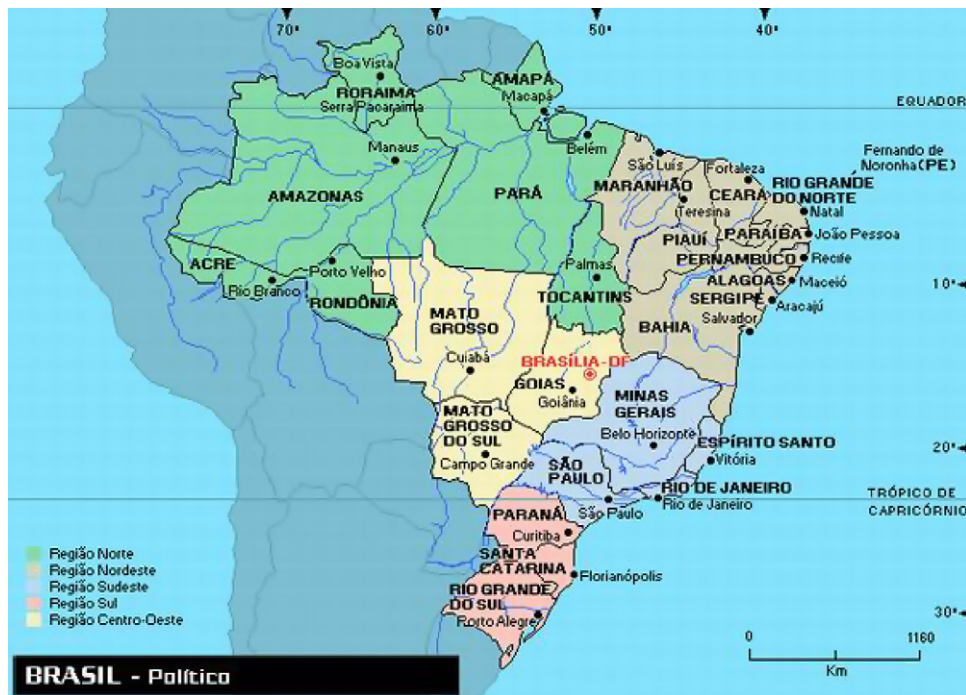 70°
60°
50°
40°
Boa Vista
RORAIMA
Serra Pacaraima
AMAPÁ
Macapá
EQUADOR
Manaus
Belém
São Luís
Fortaleza
Fernando de
Noronha(PE)
AMAZONAS
PARÁ
MARANHÃO
CEARA
RIO GRANDE
DO NORTE
Teresina
Natal
PIAUÍ
PARAÍBA
João Pessoa
ACRE
Porto Velho
Palmas
PERNAMBUCO
Recife
Rio Branco
RONDÔNIA
TOCANTINS
ALAGOAS
Maceió
10°
SERGIPE
Aracajú
MATO
GROSSO
BAHIA
Salvador
Cuiabá
BRASÍLIA-DF
GOIAS
Goiânia
MINAS
GERAIS
MATO
GROSSO
DO SUL
Belo Horizonte
ESPÍRITO SANTO
20°
Campo Grande
Vitória
SÃO
PAULO
RIO DE JANEIRO
Rio de Janeiro
São Paulo
TRÓPICO DE
CAPRICÓRNIO
PARANÁ
Curitiba
SANTA
CATARINA
Florianópolis
RIO GRANDE
DO SUL
Porto Alegre
30°
Região Norte
Região Nordeste
Região Sudeste
Região Sul
Região Centro-Oeste
0
1160
Km
BRASIL - Político